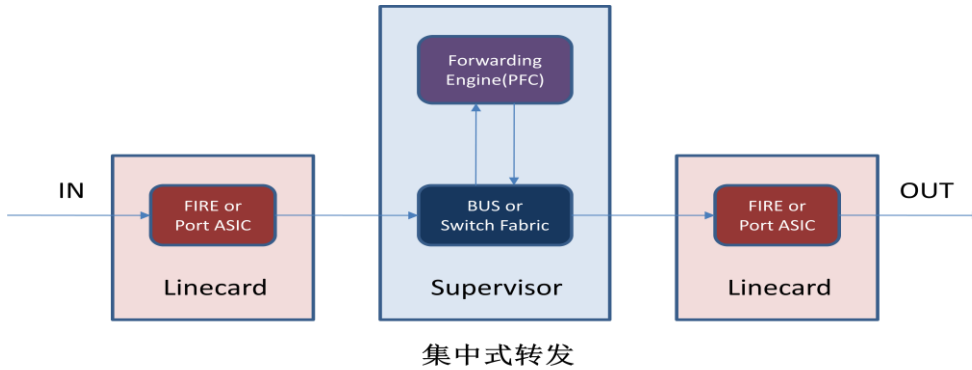 Forwarding
Engine(PFC)
IN
FIRE or
Port ASIC
Linecard
BUS or
Switch Fabric
Supervisor
FIRE or
Port ASIC
Linecard
OUT
集中式转发